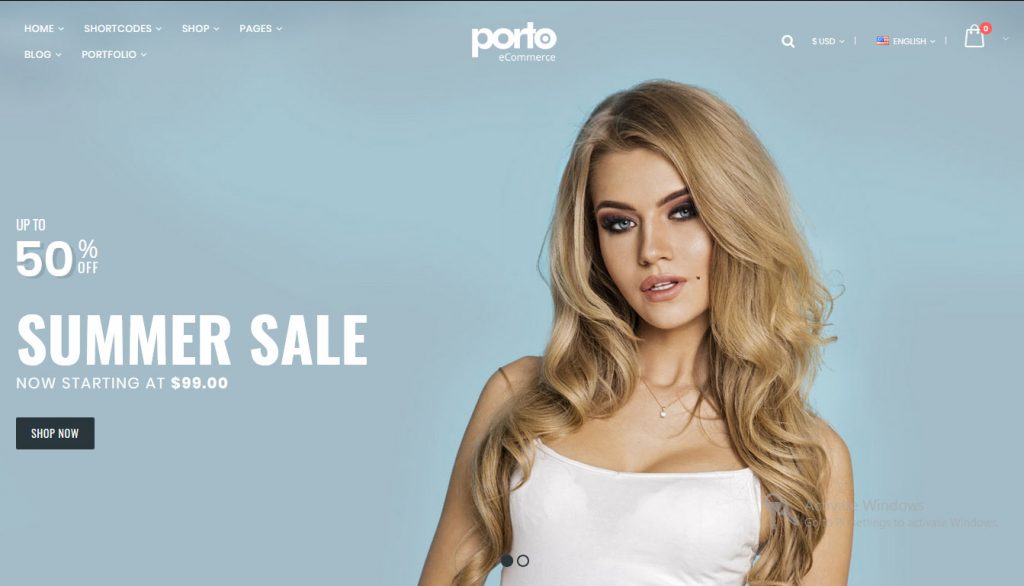 HOME SHORTCODES SHOP PAGES
BLOG PORTFOLIO
porto
eCommerce
$ USD
ENGLISH
0
UP TO
50%
OFF
SUMMER SALE
NOW STARTING AT $99.00
SHOP NOW
Activate Windows
Go to PC settings to activate Windows.